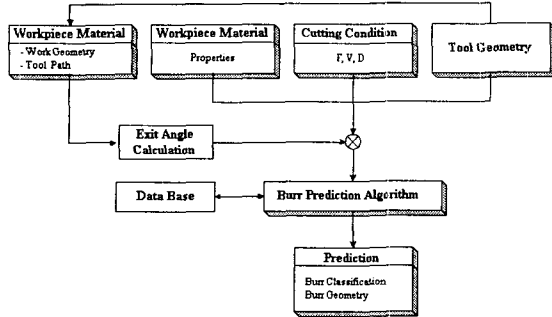 Workpiece Material
- Work Geometry
- Tool Path
Workpiece Material
Properties
Cutting Condition
F, V, D
Tool Geometry
Exit Angle
Calculation
Data Base
Burr Prediction Algorithm
Prediction
Burr Classification
Burr Geometry